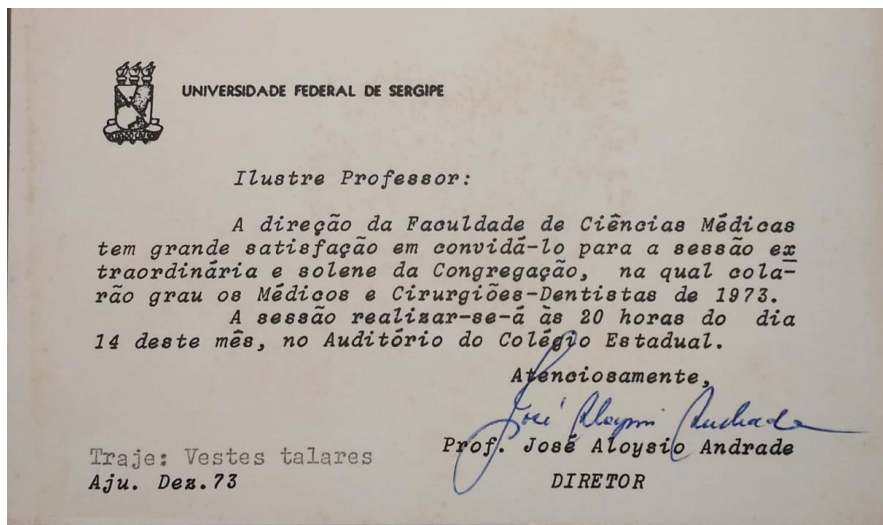 UNIVERSIDADE FEDERAL DE SERGIPE
Ilustre Professor:
A direção da Faculdade de Ciências Médicas
tem grande satisfação em convidá-lo para a sessão ex
traordinária e solene da Congregação, na qual cola-
rão grau os Médicos e Cirurgiões-Dentistas de 1973.
A sessão realizar-se-á às 20 horas do dia
14 deste mês, no Auditório do Colégio Estadual.
Atenciosamente,
José Aloysio Andrade
Prof. José Aloysio Andrade
DIRETOR
Traje: Vestes talares
Aju. Dez.73